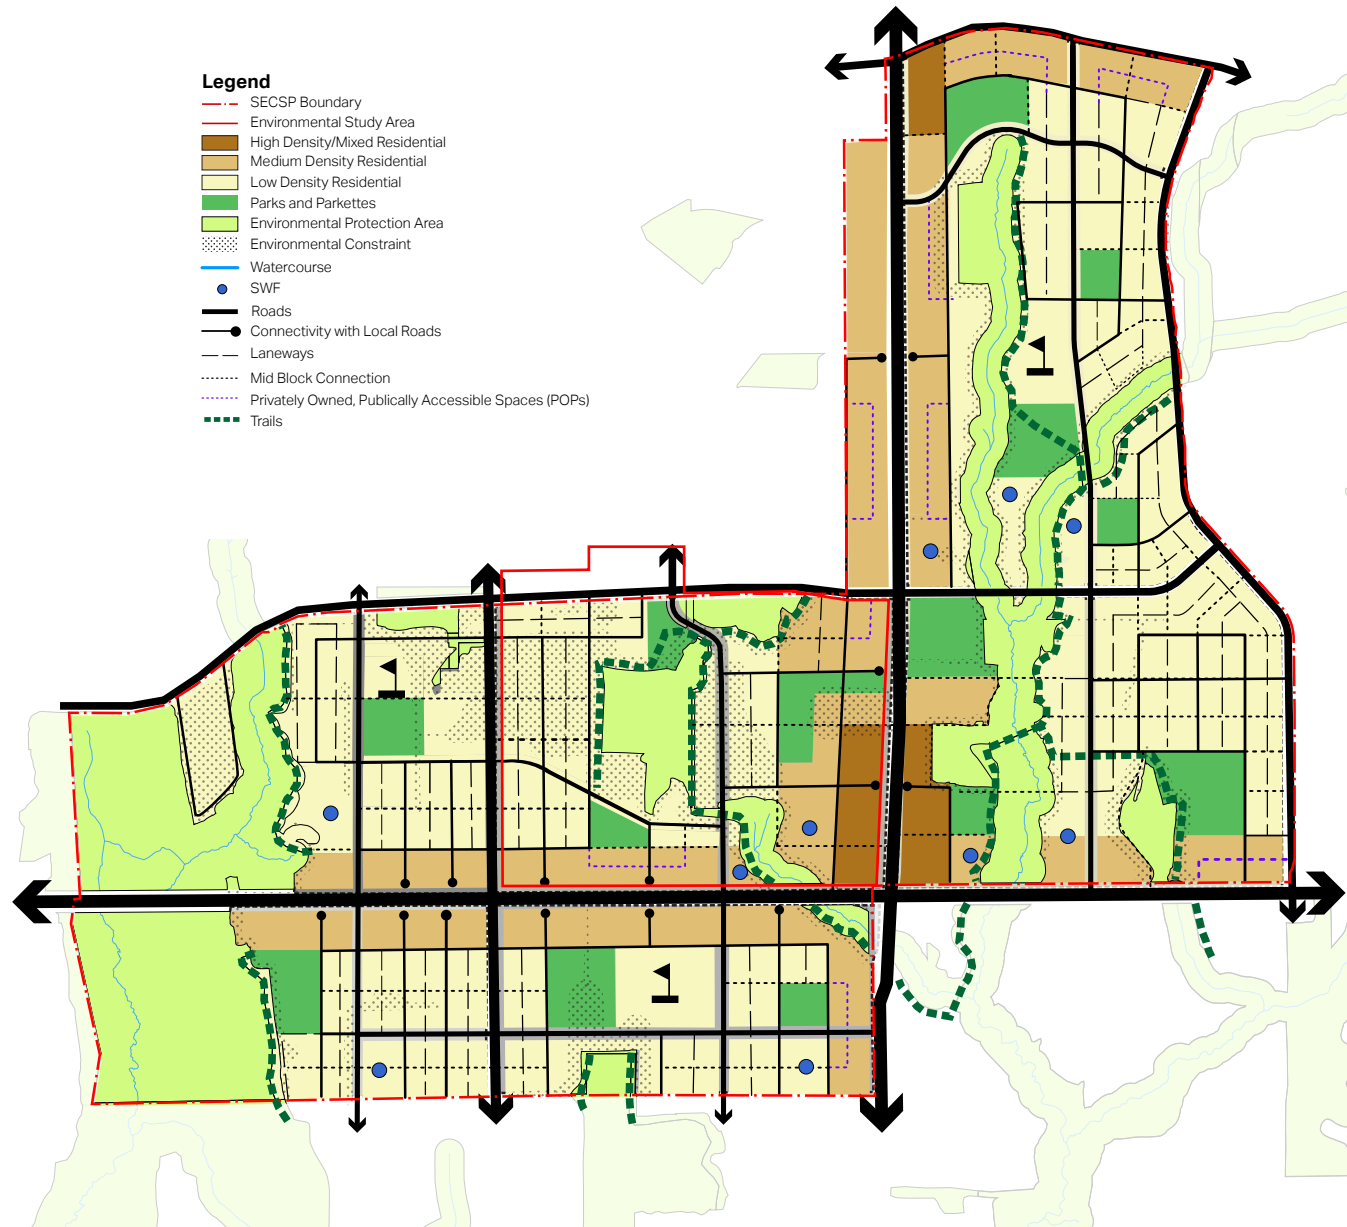 Legend
SECSP Boundary
Environmental Study Area
High Density/Mixed Residential
Medium Density Residential
Low Density Residential
Parks and Parkettes
Environmental Protection Area
Environmental Constraint
Watercourse
SWF
Roads
Connectivity with Local Roads
Laneways
Mid Block Connection
Privately Owned, Publically Accessible Spaces (POPs)
Trails